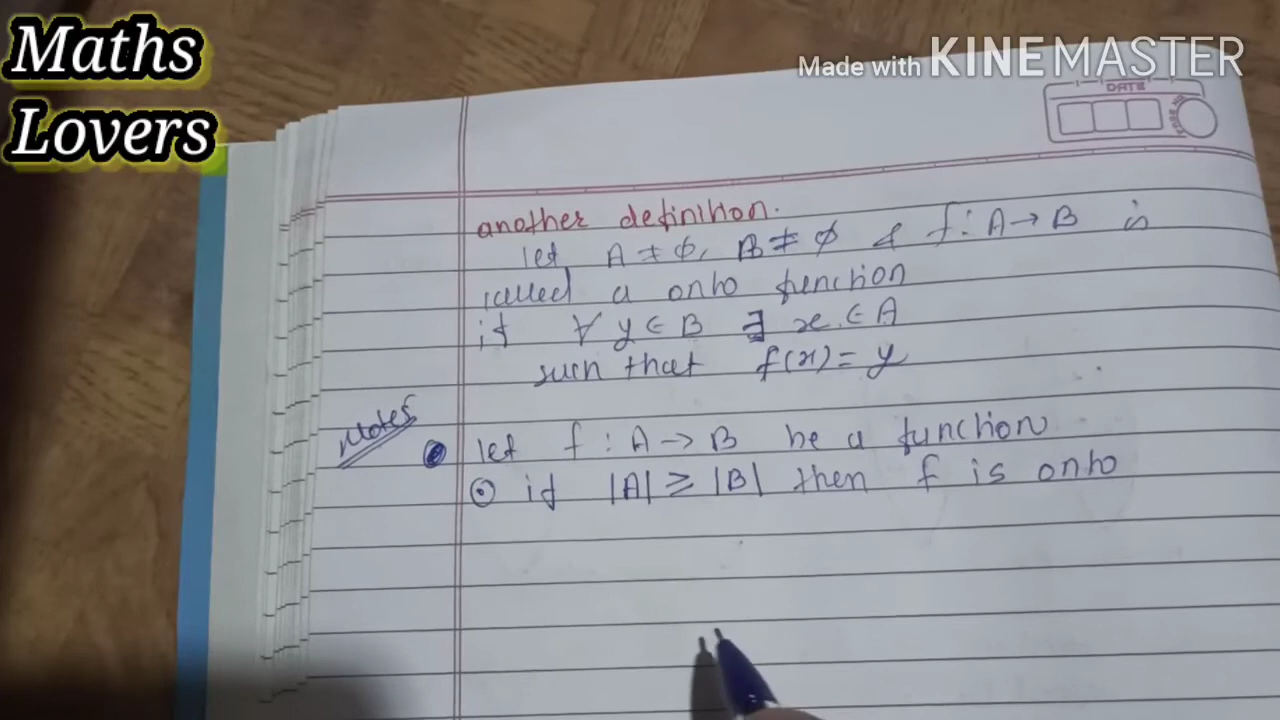 Maths
Lovers
Made with KINEMASTER
DATE
another definition.
let A ≠ ϕ, B ≠ ϕ & f : A → B is
called a onto function
if ∀ y ∈ B ∃ x ∈ A
such that f(x) = y
Notes
let f : A → B be a function
⊙ if |A| ≥ |B| then f is onto